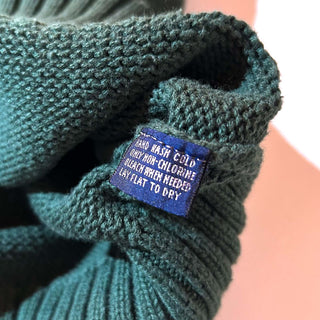 HAND WASH COLD
ONLY NON-CHLORINE
BLEACH WHEN NEEDED
LAY FLAT TO DRY